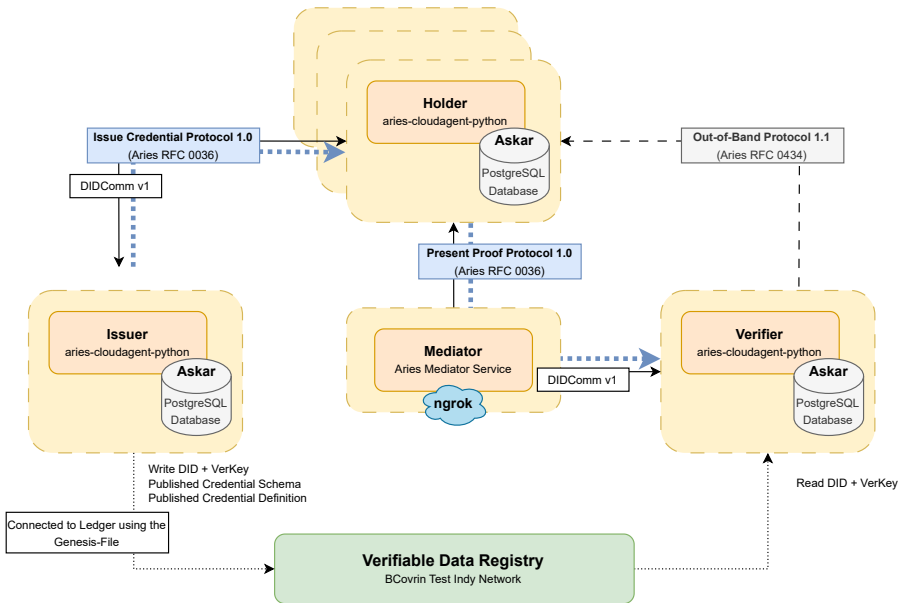 Holder
aries-cloudagent-python
Askar
PostgreSQL
Database
Issue Credential Protocol 1.0
(Aries RFC 0036)
DIDComm v1
Out-of-Band Protocol 1.1
(Aries RFC 0434)
Present Proof Protocol 1.0
(Aries RFC 0036)
Issuer
aries-cloudagent-python
Askar
PostgreSQL
Database
Mediator
Aries Mediator Service
ngrok
DIDComm v1
Verifier
aries-cloudagent-python
Askar
PostgreSQL
Database
Write DID + VerKey
Published Credential Schema
Published Credential Definition
Read DID + VerKey
Connected to Ledger using the
Genesis-File
Verifiable Data Registry
BCovrin Test Indy Network